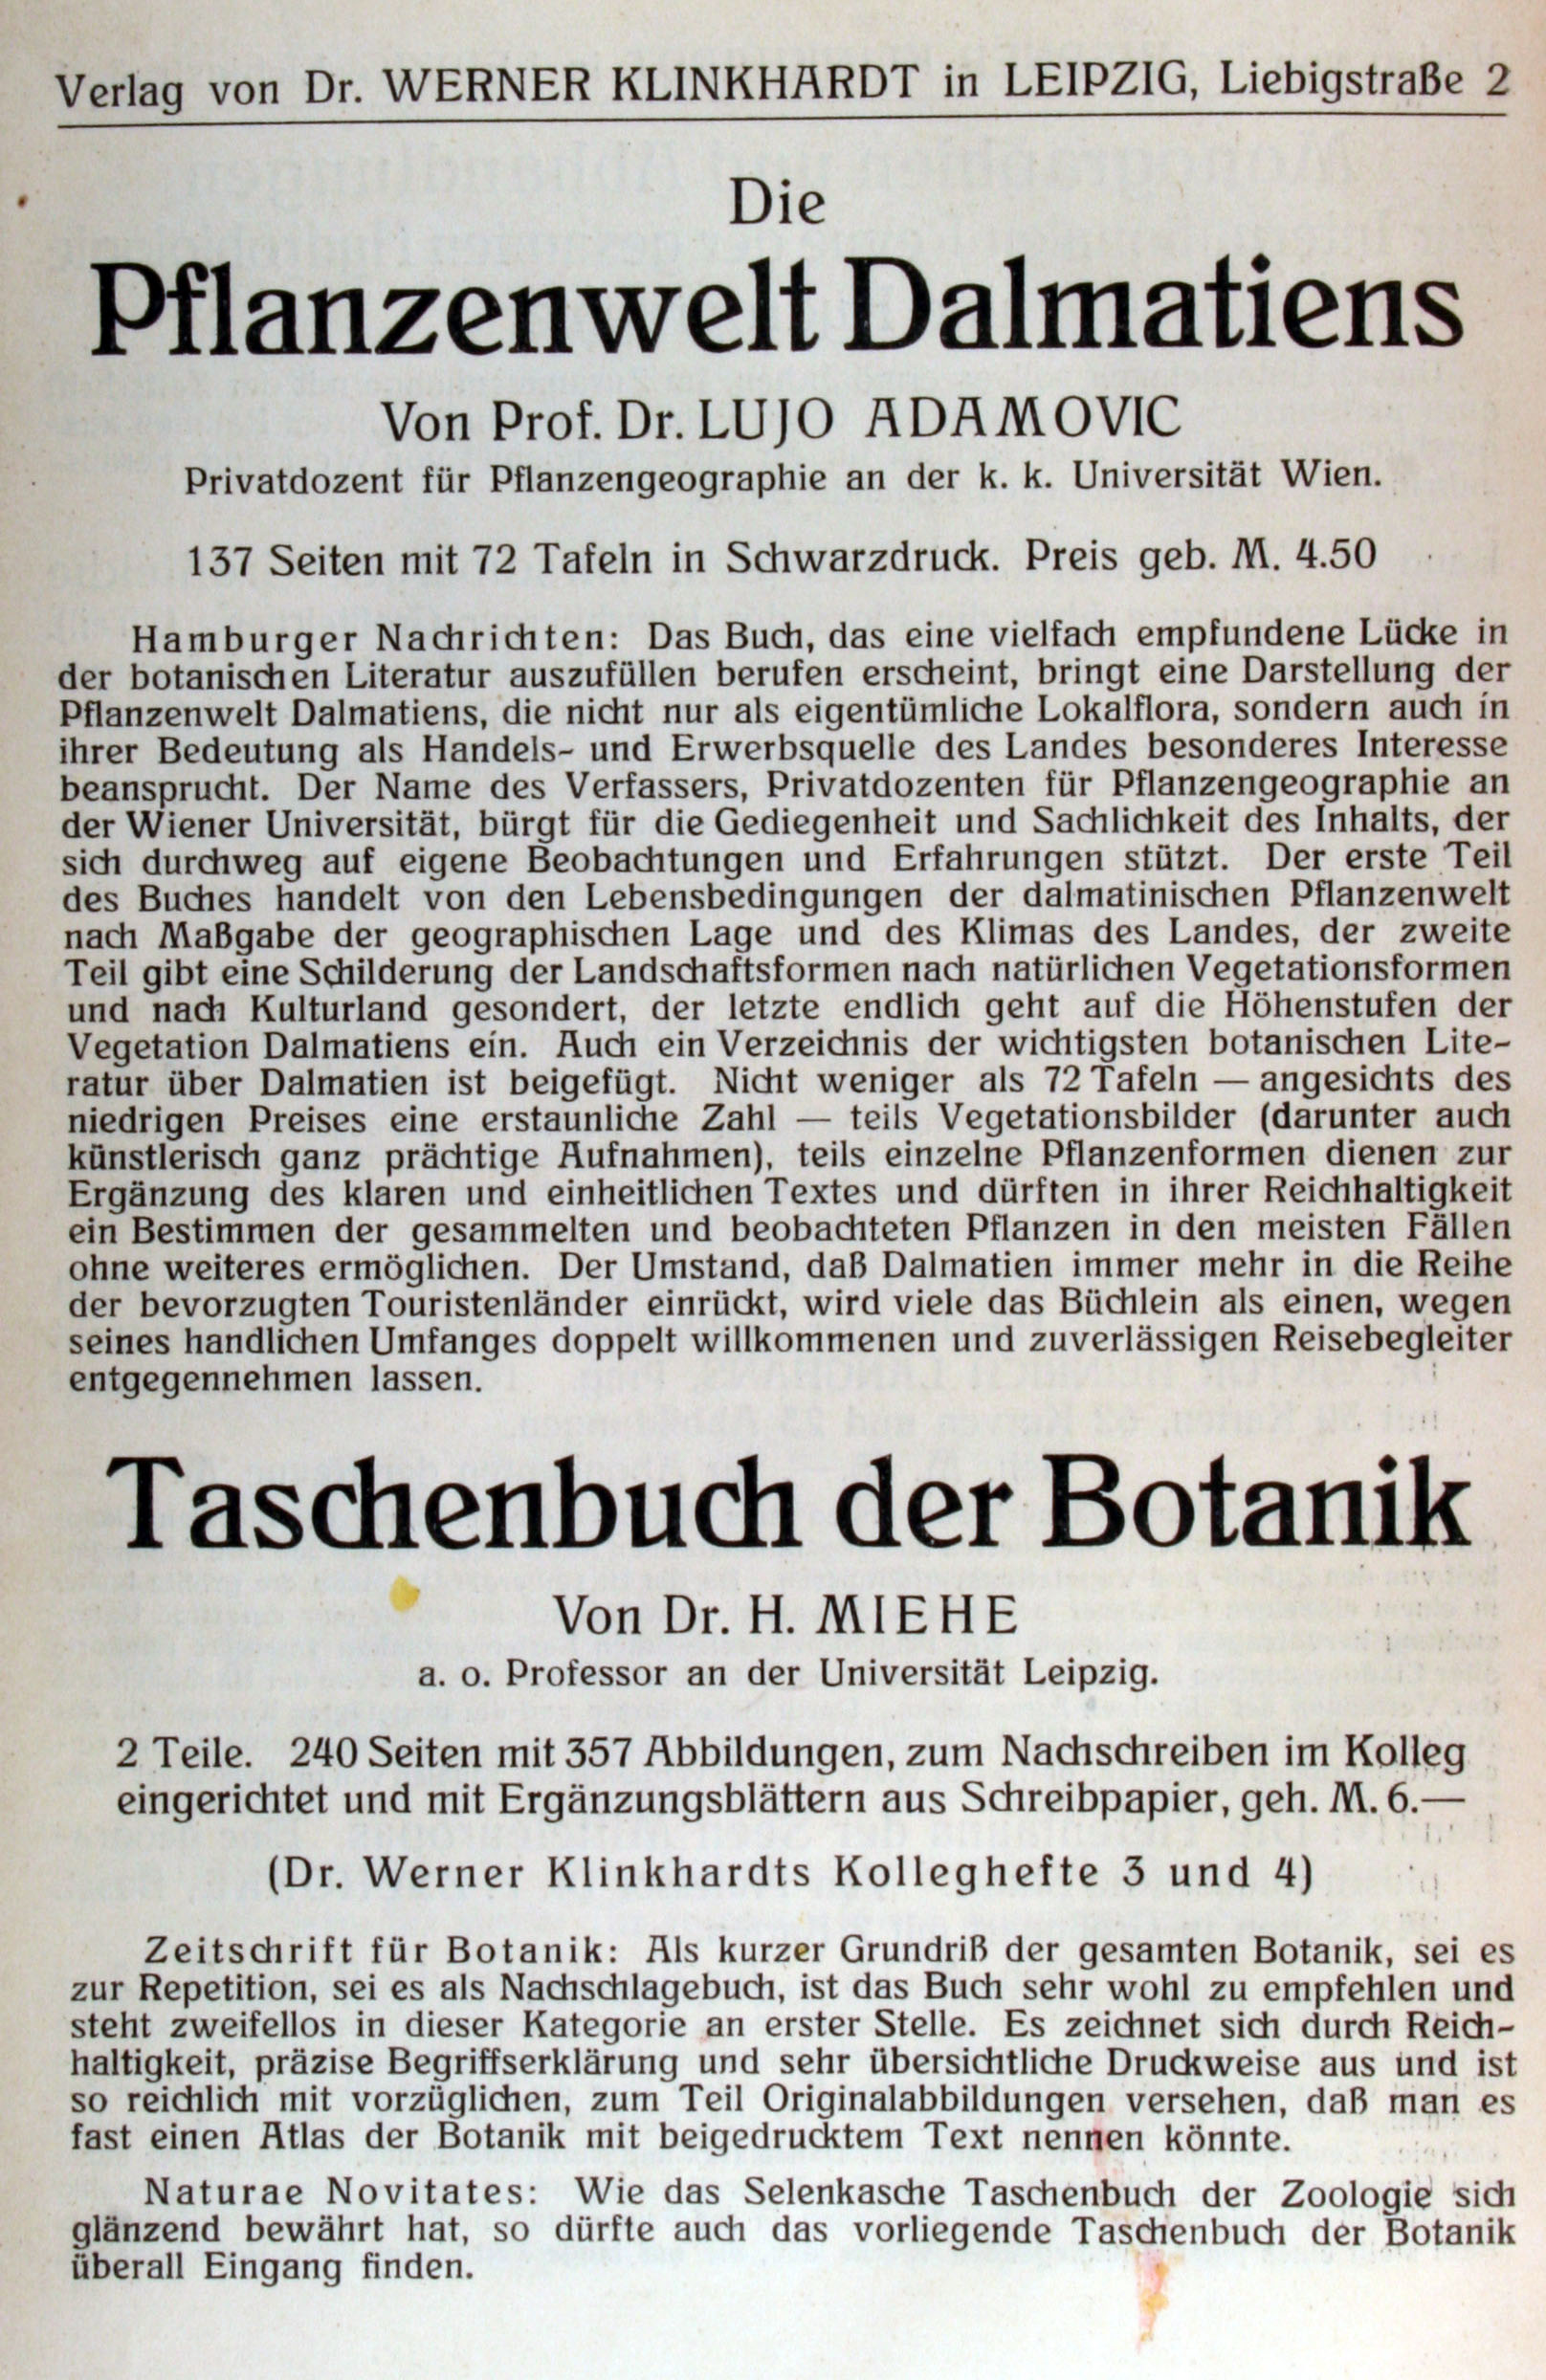 Verlag von Dr. WERNER KLINKHARDT in LEIPZIG, Liebigstraße 2
Die
Pflanzenwelt Dalmatiens
Von Prof. Dr. LUJO ADAMOVIC
Privatdozent für Pflanzengeographie an der k. k. Universität Wien.
137 Seiten mit 72 Tafeln in Schwarzdruck. Preis geb. M. 4.50
Hamburger Nachrichten: Das Buch, das eine vielfach empfundene Lücke in
der botanischen Literatur auszufüllen berufen erscheint, bringt eine Darstellung der
Pflanzenwelt Dalmatiens, die nicht nur als eigentümliche Lokalflora, sondern auch in
ihrer Bedeutung als Handels- und Erwerbsquelle des Landes besonderes Interesse
beansprucht. Der Name des Verfassers, Privatdozenten für Pflanzengeographie an
der Wiener Universität, bürgt für die Gediegenheit und Sachlichkeit des Inhalts, der
sich durchweg auf eigene Beobachtungen und Erfahrungen stützt. Der erste Teil
des Buches handelt von den Lebensbedingungen der dalmatinischen Pflanzenwelt
nach Maßgabe der geographischen Lage und des Klimas des Landes, der zweite
Teil gibt eine Schilderung der Landschaftsformen nach natürlichen Vegetationsformen
und nach Kulturland gesondert, der letzte endlich geht auf die Höhenstufen der
Vegetation Dalmatiens ein. Auch ein Verzeichnis der wichtigsten botanischen Lite-
ratur über Dalmatien ist beigefügt. Nicht weniger als 72 Tafeln — angesichts des
niedrigen Preises eine erstaunliche Zahl — teils Vegetationsbilder (darunter auch
künstlerisch ganz prächtige Aufnahmen), teils einzelne Pflanzenformen dienen zur
Ergänzung des klaren und einheitlichen Textes und dürften in ihrer Reichhaltigkeit
ein Bestimmen der gesammelten und beobachteten Pflanzen in den meisten Fällen
ohne weiteres ermöglichen. Der Umstand, daß Dalmatien immer mehr in die Reihe
der bevorzugten Touristenländer einrückt, wird viele das Büchlein als einen, wegen
seines handlichen Umfanges doppelt willkommenen und zuverlässigen Reisebegleiter
entgegennehmen lassen.
Taschenbuch der Botanik
Von Dr. H. MIEHE
a. o. Professor an der Universität Leipzig.
2 Teile. 240 Seiten mit 357 Abbildungen, zum Nachschreiben im Kolleg
eingerichtet und mit Ergänzungsblättern aus Schreibpapier, geh. M. 6.—
(Dr. Werner Klinkhardts Kolleghefte 3 und 4)
Zeitschrift für Botanik: Als kurzer Grundriß der gesamten Botanik, sei es
zur Repetition, sei es als Nachschlagebuch, ist das Buch sehr wohl zu empfehlen und
steht zweifellos in dieser Kategorie an erster Stelle. Es zeichnet sich durch Reich-
haltigkeit, präzise Begriffserklärung und sehr übersichtliche Druckweise aus und ist
so reichlich mit vorzüglichen, zum Teil Originalabbildungen versehen, daß man es
fast einen Atlas der Botanik mit beigedrucktem Text nennen könnte.
Naturae Novitates: Wie das Selenkasche Taschenbuch der Zoologie sich
glänzend bewährt hat, so dürfte auch das vorliegende Taschenbuch der Botanik
überall Eingang finden.